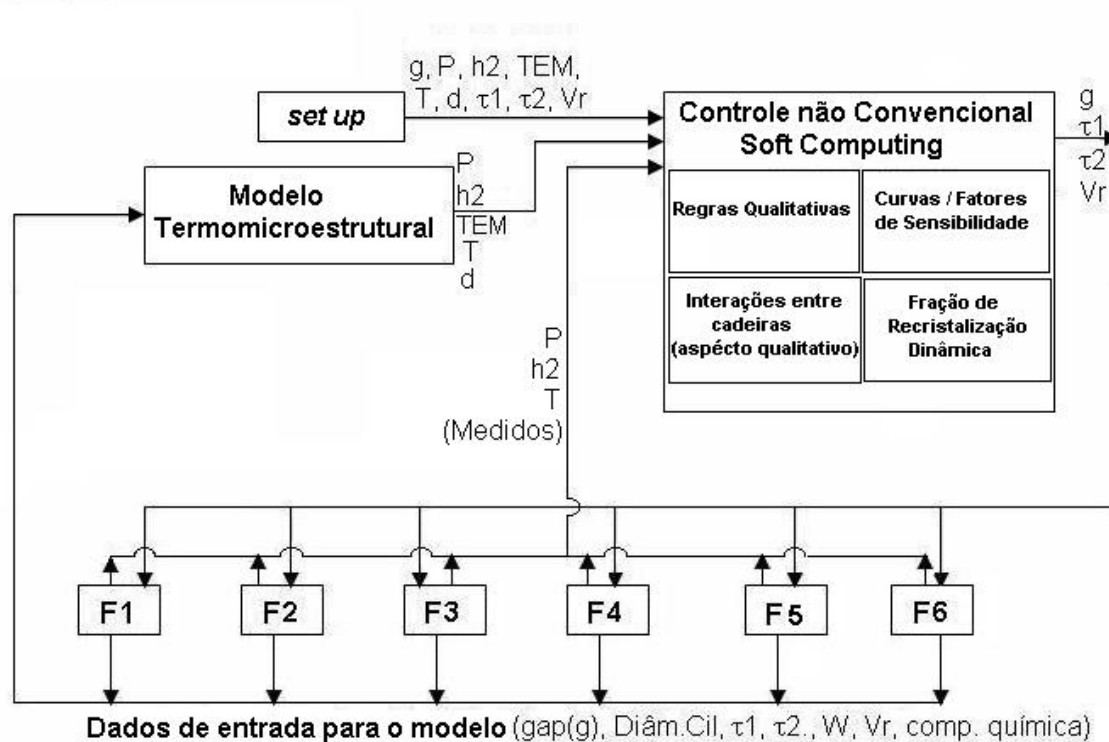 g, P, h2, TEM,
T, d, τ1, τ2, Vr
set up
Controle não Convencional
Soft Computing
g
τ1
τ2
Vr
Modelo
Termomicroestrutural
P
h2
TEM
T
d
Regras Qualitativas
Curvas / Fatores
de Sensibilidade
Interações entre
cadeiras
(aspécto qualitativo)
Fração de
Recristalização
Dinâmica
P
h2
T
(Medidos)
F1
F2
F3
F4
F5
F6
Dados de entrada para o modelo (gap(g), Diâm.Cil, τ1, τ2., W, Vr, comp. química)